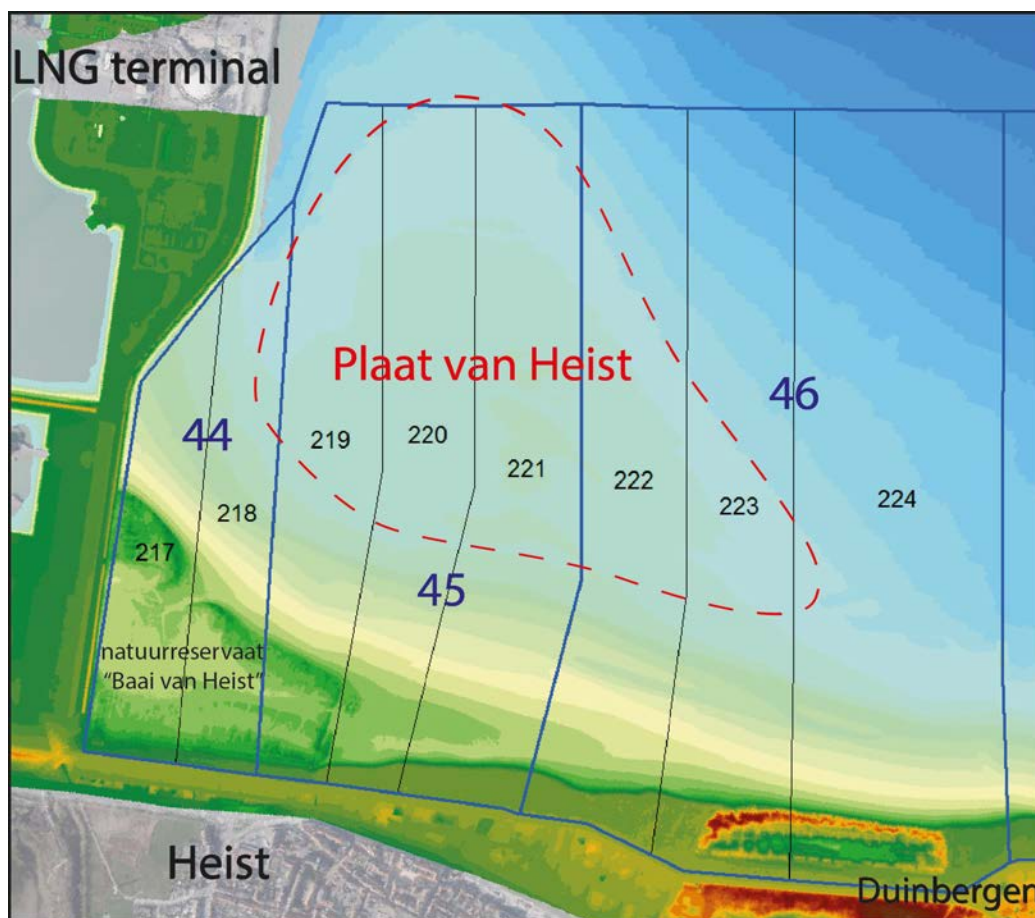 LNG terminal
Plaat van Heist
46
44
219
220
221
222
223
224
218
217
45
natuurreservaat
"Baai van Heist"
Heist
Duinbergen